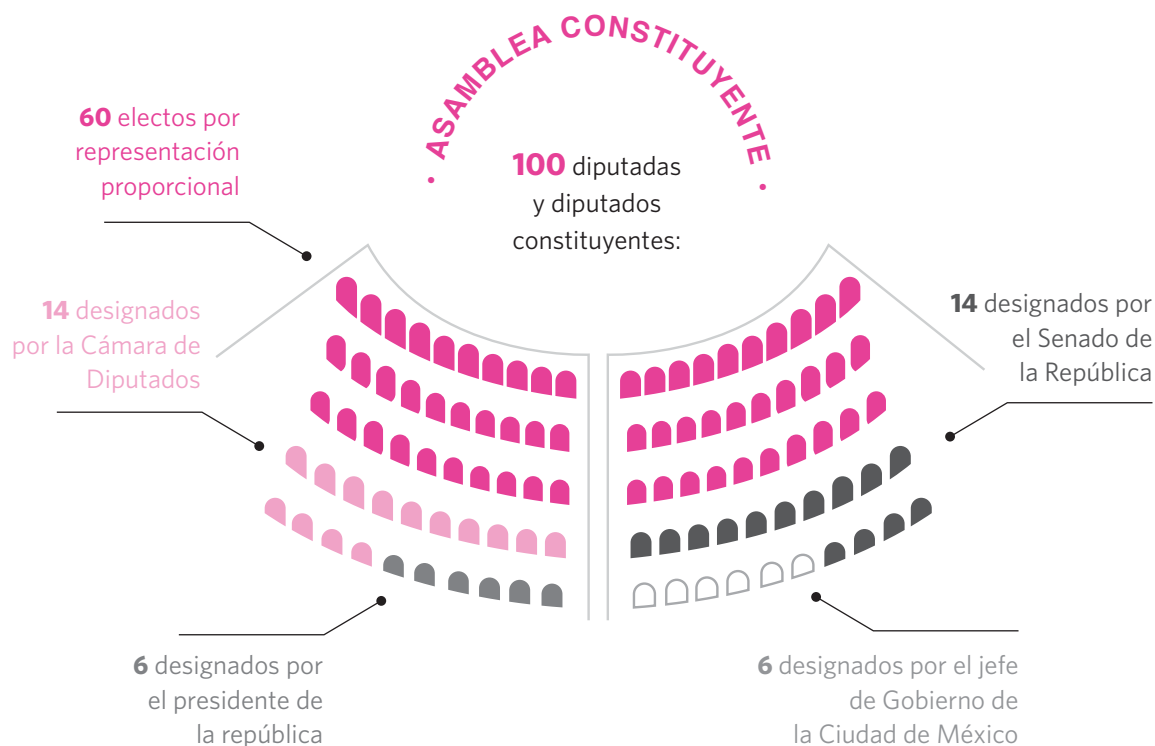 • ASAMBLEA CONSTITUYENTE •
100 diputadas
y diputados
constituyentes:
60 electos por
representación
proporcional
14 designados
por la Cámara de
Diputados
14 designados por
el Senado de
la República
6 designados por
el presidente de
la república
6 designados por el jefe
de Gobierno de
la Ciudad de México